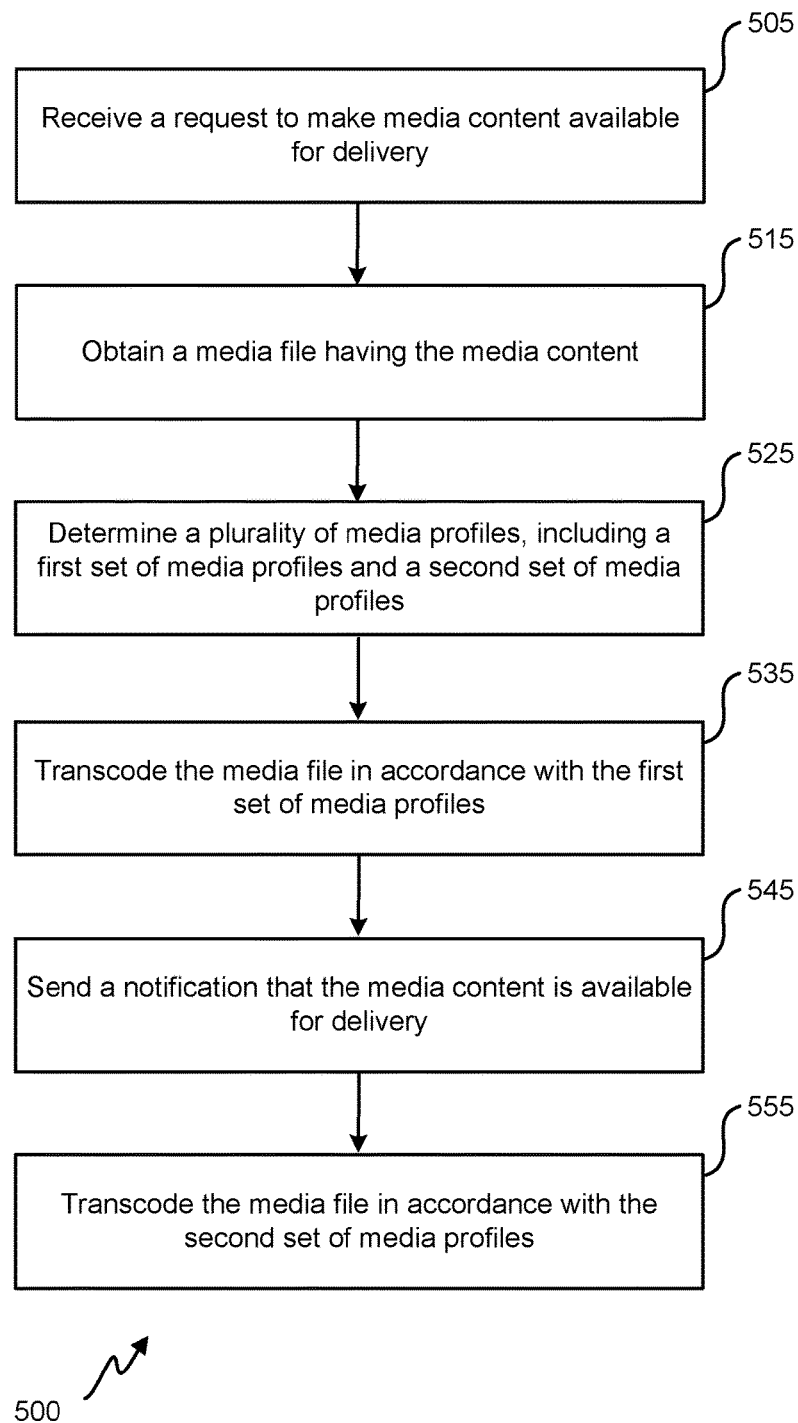 505
Receive a request to make media content available
for delivery
515
Obtain a media file having the media content
525
Determine a plurality of media profiles, including a
first set of media profiles and a second set of media
profiles
535
Transcode the media file in accordance with the first
set of media profiles
545
Send a notification that the media content is available
for delivery
555
Transcode the media file in accordance with the
second set of media profiles
500